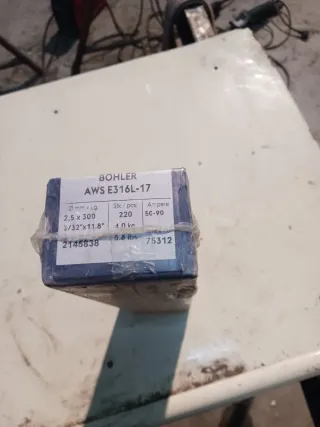 BÖHLER
AWS E316L-17
Ø mm x Lg. Stk / pcs Ampere
2,5 x 300 220 50-90
3/32"x11.8" 4.0 kg
8.8 lbs
2145838 75312